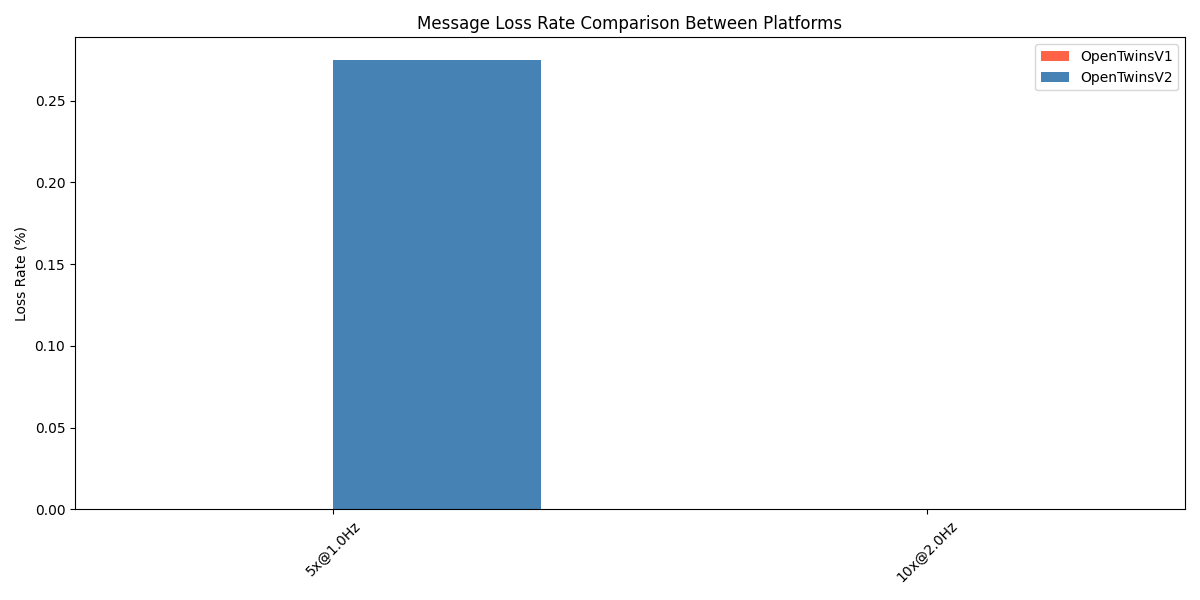 Message Loss Rate Comparison Between Platforms
OpenTwinsV1
OpenTwinsV2
Loss Rate (%)
0.25
0.20
0.15
0.10
0.05
0.00
5x@1.0Hz
10x@2.0Hz